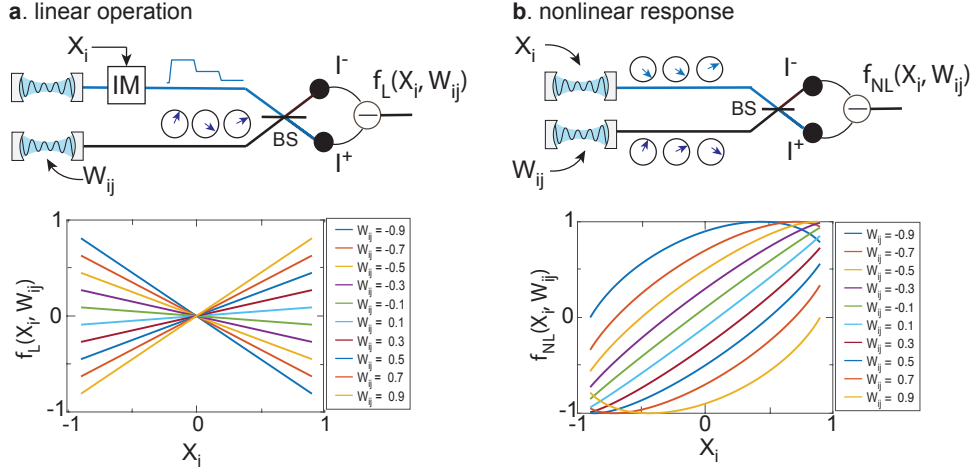 a. linear operation
X_i
IM
BS
I^-
I^+
f_L(X_i, W_ij)
W_ij
f_L(X_i, W_ij)
1
0
-1
-1
0
1
X_i
W_ij = -0.9
W_ij = -0.7
W_ij = -0.5
W_ij = -0.3
W_ij = -0.1
W_ij = 0.1
W_ij = 0.3
W_ij = 0.5
W_ij = 0.7
W_ij = 0.9
b. nonlinear response
X_i
BS
I^-
I^+
f_NL(X_i, W_ij)
W_ij
f_NL(X_i, W_ij)
1
0
-1
-1
0
1
X_i
W_ij = -0.9
W_ij = -0.7
W_ij = -0.5
W_ij = -0.3
W_ij = -0.1
W_ij = 0.1
W_ij = 0.3
W_ij = 0.5
W_ij = 0.7
W_ij = 0.9